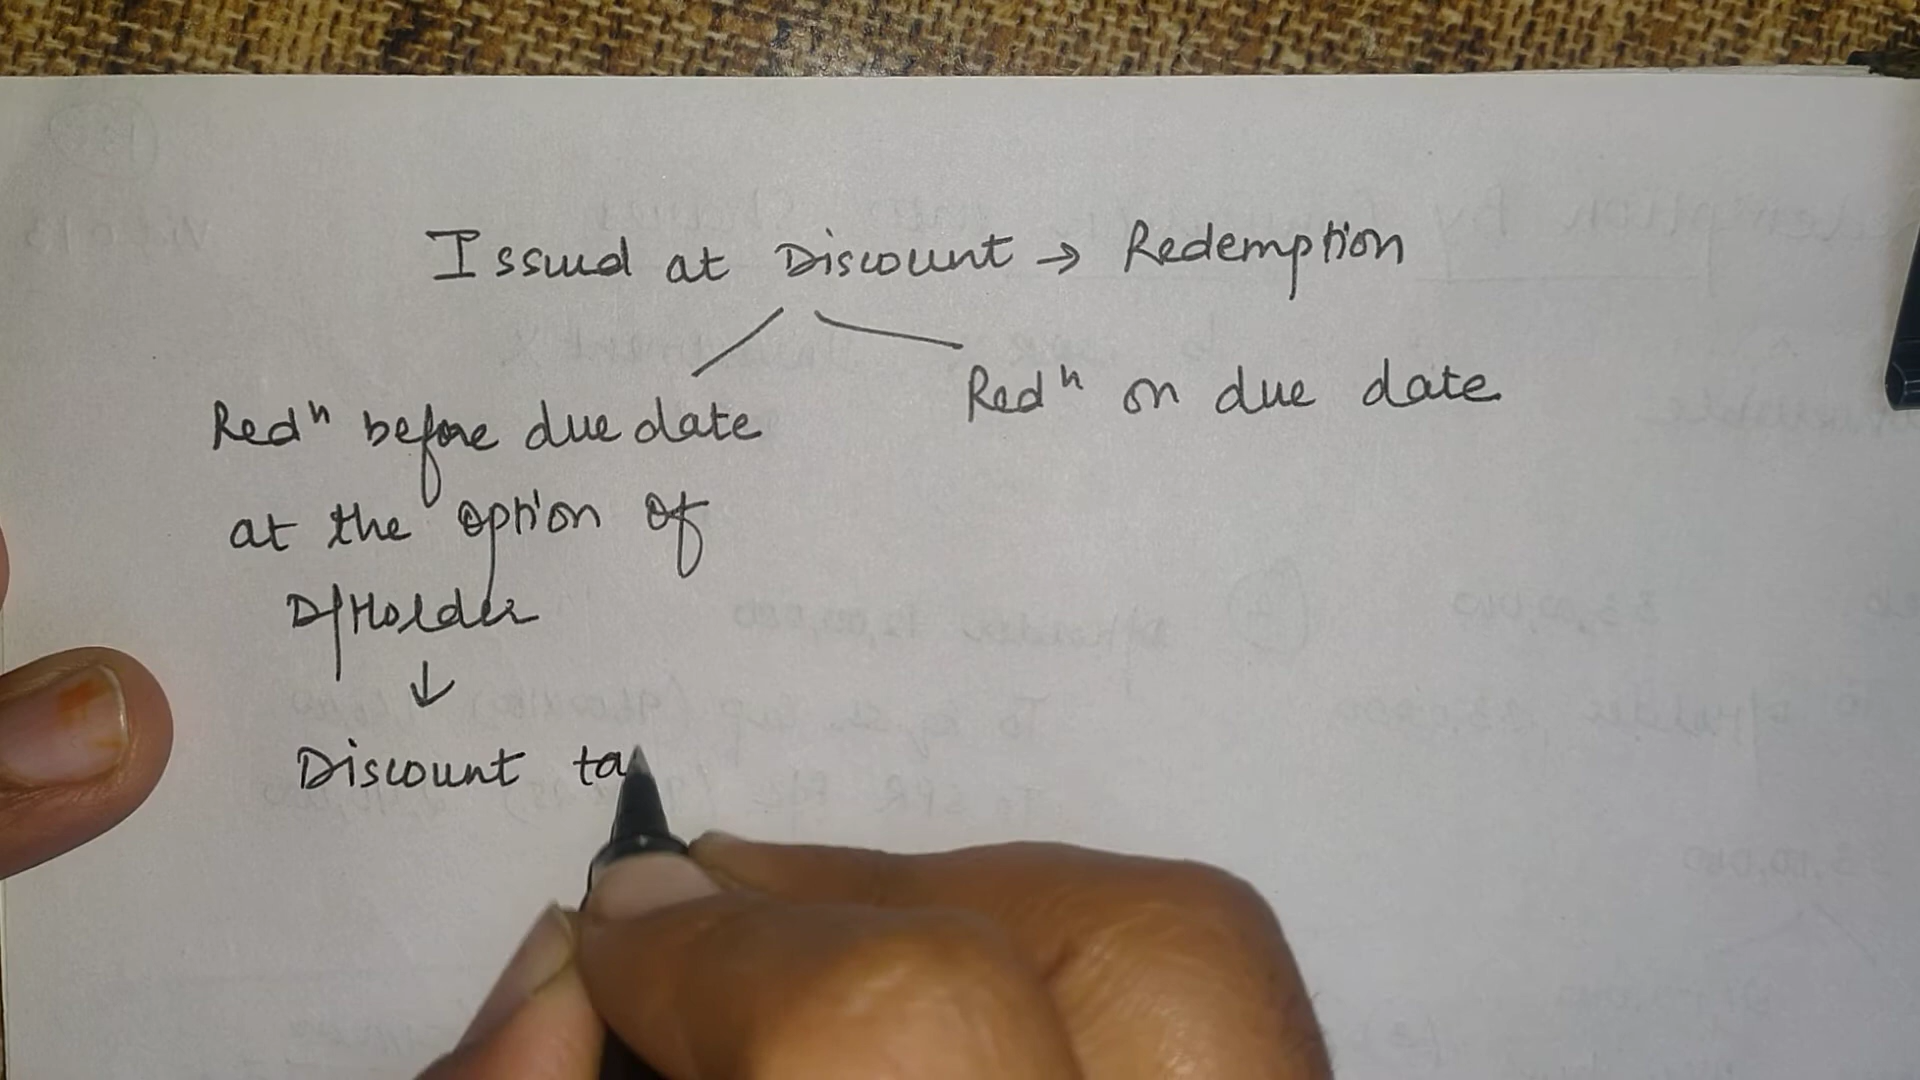 Issued at Discount → Redemption
Redⁿ before due date
at the option of
D/Holder
↓
Discount ta
Redⁿ on due date